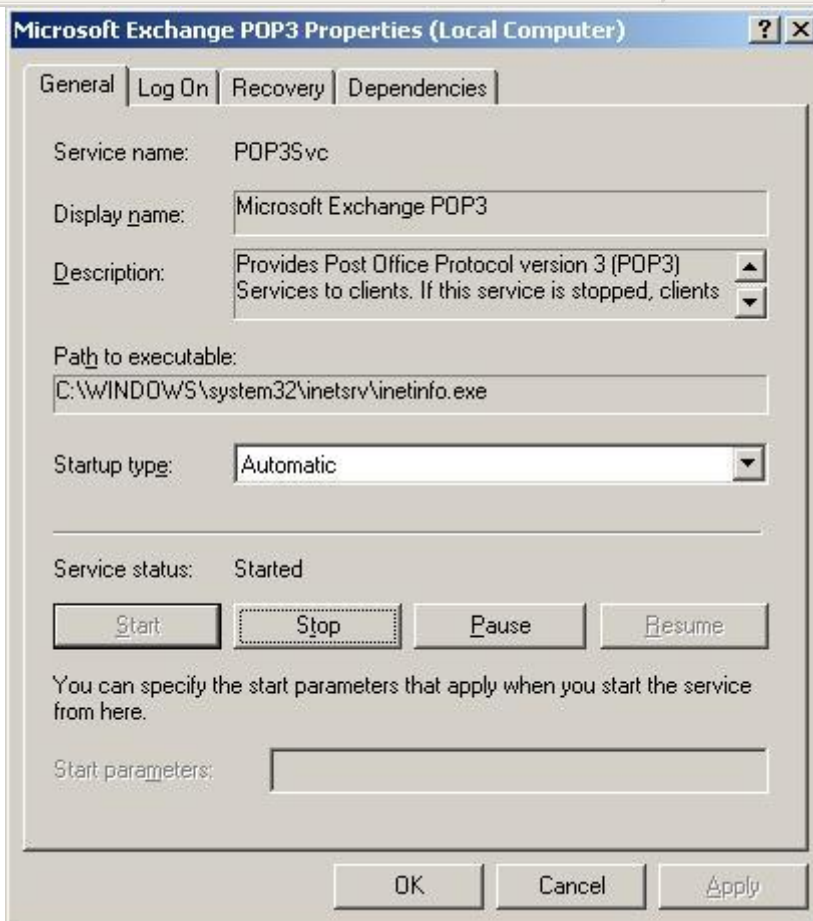 Microsoft Exchange POP3 Properties (Local Computer)
General Log On Recovery Dependencies
Service name: POP3Svc
Display name: Microsoft Exchange POP3
Description: Provides Post Office Protocol version 3 (POP3)
Services to clients. If this service is stopped, clients
Path to executable:
C:\WINDOWS\system32\inetsrv\inetinfo.exe
Startup type: Automatic
Service status: Started
Start Stop Pause Resume
You can specify the start parameters that apply when you start the service
from here.
Start parameters:
OK Cancel Apply